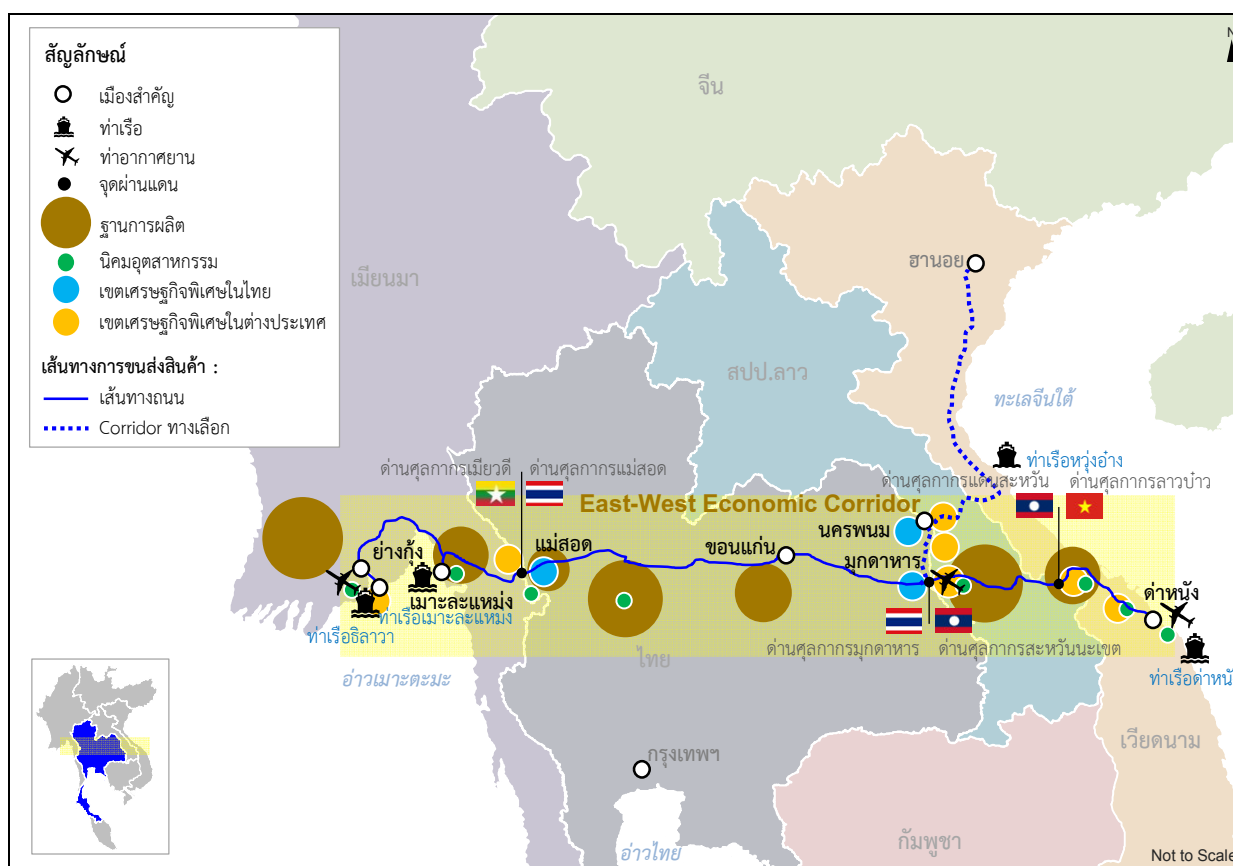 สัญลักษณ์
เมืองสำคัญ
ท่าเรือ
ท่าอากาศยาน
จุดผ่านแดน
ฐานการผลิต
นิคมอุตสาหกรรม
เขตเศรษฐกิจพิเศษในไทย
เขตเศรษฐกิจพิเศษในต่างประเทศ
เส้นทางการขนส่งสินค้า :
เส้นทางถนน
Corridor ทางเลือก
N
จีน
เมียนมา
ฮานอย
สปป.ลาว
ทะเลจีนใต้
ท่าเรือหวุ่งอ๋าง
ด่านศุลกากรเมียวดี
ด่านศุลกากรแม่สอด
ด่านศุลกากรแดนสะหวัน
ด่านศุลกากรลาวบ๋าว
East-West Economic Corridor
นครพนม
ย่างกุ้ง
แม่สอด
ขอนแก่น
มุกดาหาร
เมาะละแหม่ง
ด่าหนัง
ท่าเรือเมาะละแหมง
ท่าเรือธิลาวา
ด่านศุลกากรมุกดาหาร
ด่านศุลกากรสะหวันนะเขต
ไทย
ท่าเรือด่าหนัง
อ่าวเมาะตะมะ
เวียดนาม
กรุงเทพฯ
กัมพูชา
อ่าวไทย
Not to Scale